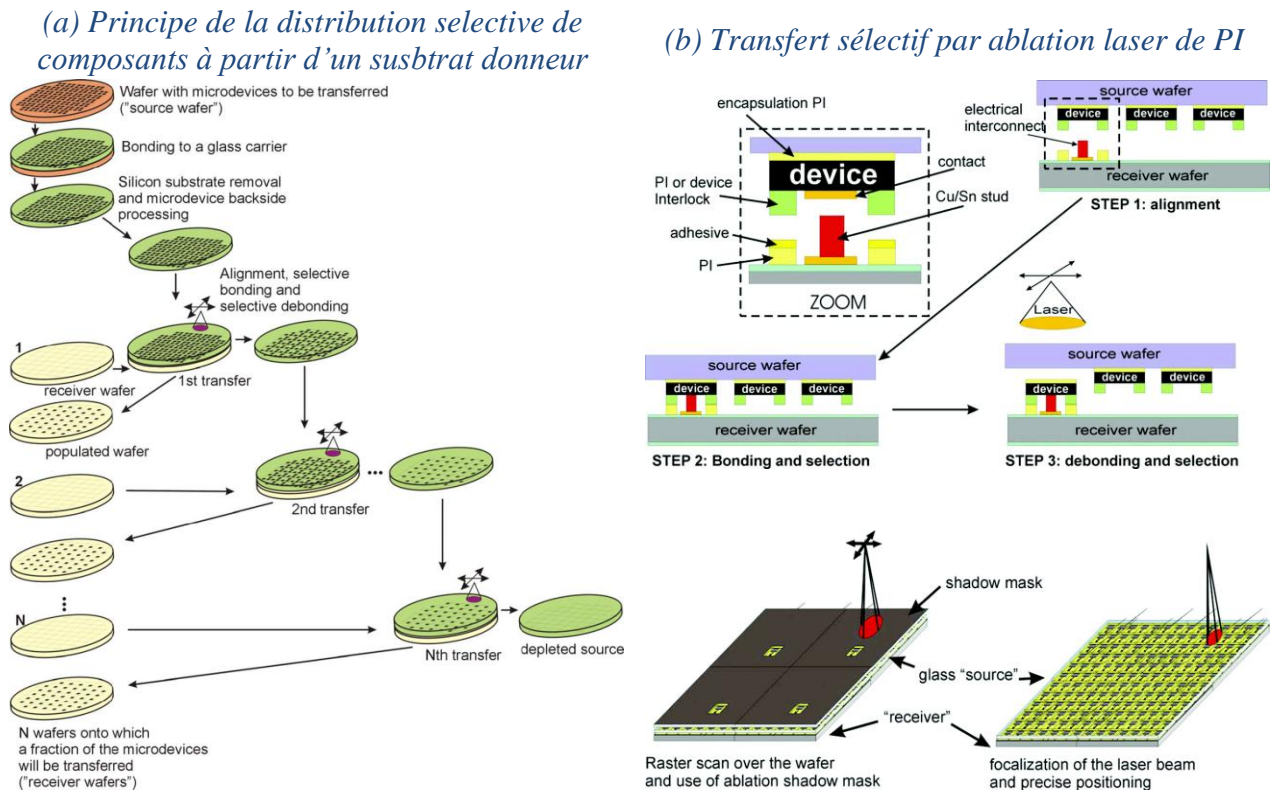 (a) Principe de la distribution selective de
composants à partir d'un susbtrat donneur
Wafer with microdevices to be transferred
("source wafer")
Bonding to a glass carrier
Silicon substrate removal
and microdevice backside
processing
Alignment, selective
bonding and
selective debonding
1
receiver wafer
1st transfer
populated wafer
2
2nd transfer
N
Nth transfer
depleted source
N wafers onto which
a fraction of the microdevices
will be transferred
("receiver wafers")
(b) Transfert sélectif par ablation laser de PI
encapsulation PI
device
PI or device
Interlock
contact
Cu/Sn stud
adhesive
PI
ZOOM
source wafer
electrical
interconnect
device
device
device
receiver wafer
STEP 1: alignment
source wafer
device
device
device
receiver wafer
STEP 2: Bonding and selection
Laser
source wafer
device
device
device
receiver wafer
STEP 3: debonding and selection
shadow mask
glass "source"
"receiver"
Raster scan over the wafer
and use of ablation shadow mask
focalization of the laser beam
and precise positioning